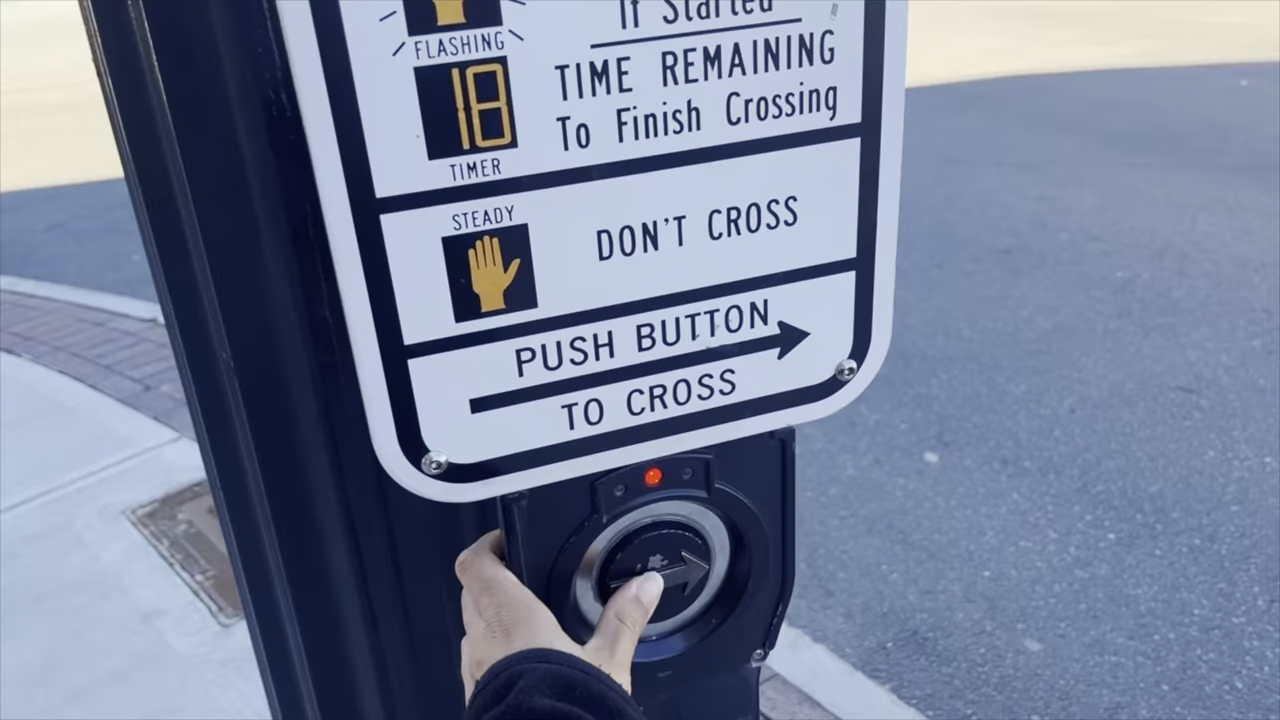 If Started
FLASHING
TIME REMAINING
To Finish Crossing
18
TIMER
STEADY
DON'T CROSS
PUSH BUTTON
TO CROSS